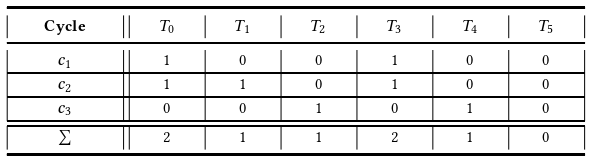 Cycle T0 T1 T2 T3 T4 T5
c1 1 0 0 1 0 0
c2 1 1 0 1 0 0
c3 0 0 1 0 1 0
∑ 2 1 1 2 1 0